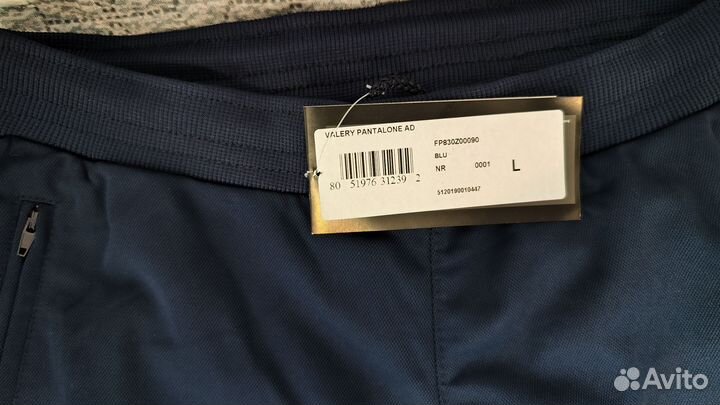 VALERY PANTALONE AD
FP830Z00090
BLU
NR 0001 L
80 51976 31239 2
5120190010447
Avito